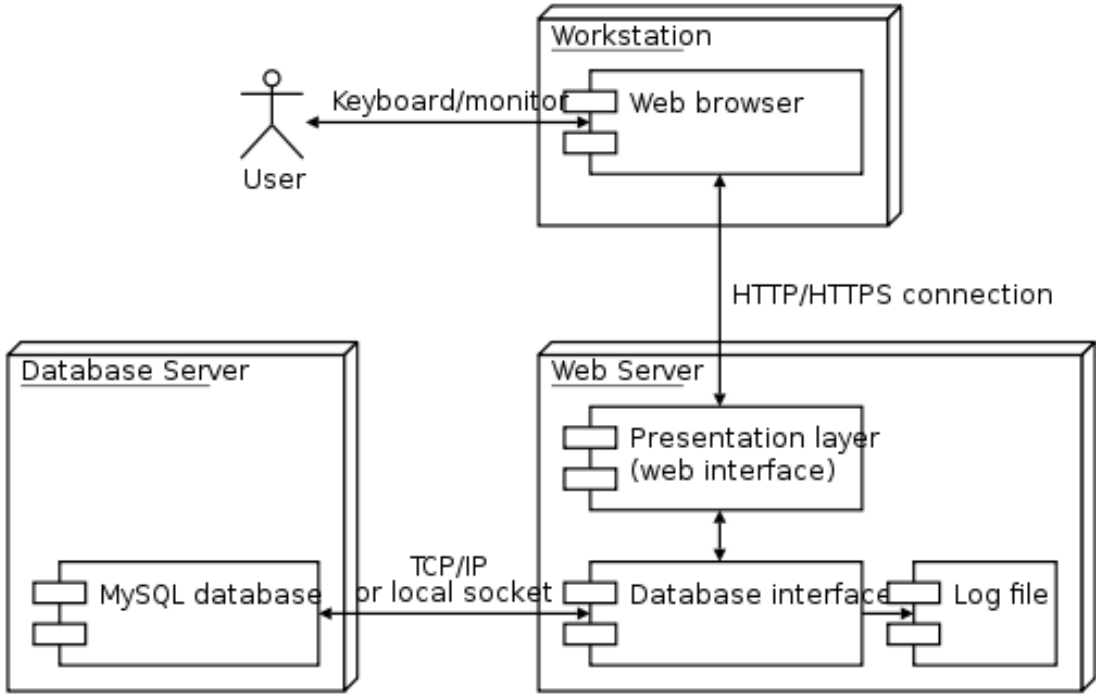 Workstation
Keyboard/monitor
Web browser
User
HTTP/HTTPS connection
Database Server
Web Server
Presentation layer
(web interface)
TCP/IP
or local socket
MySQL database
Database interface
Log file